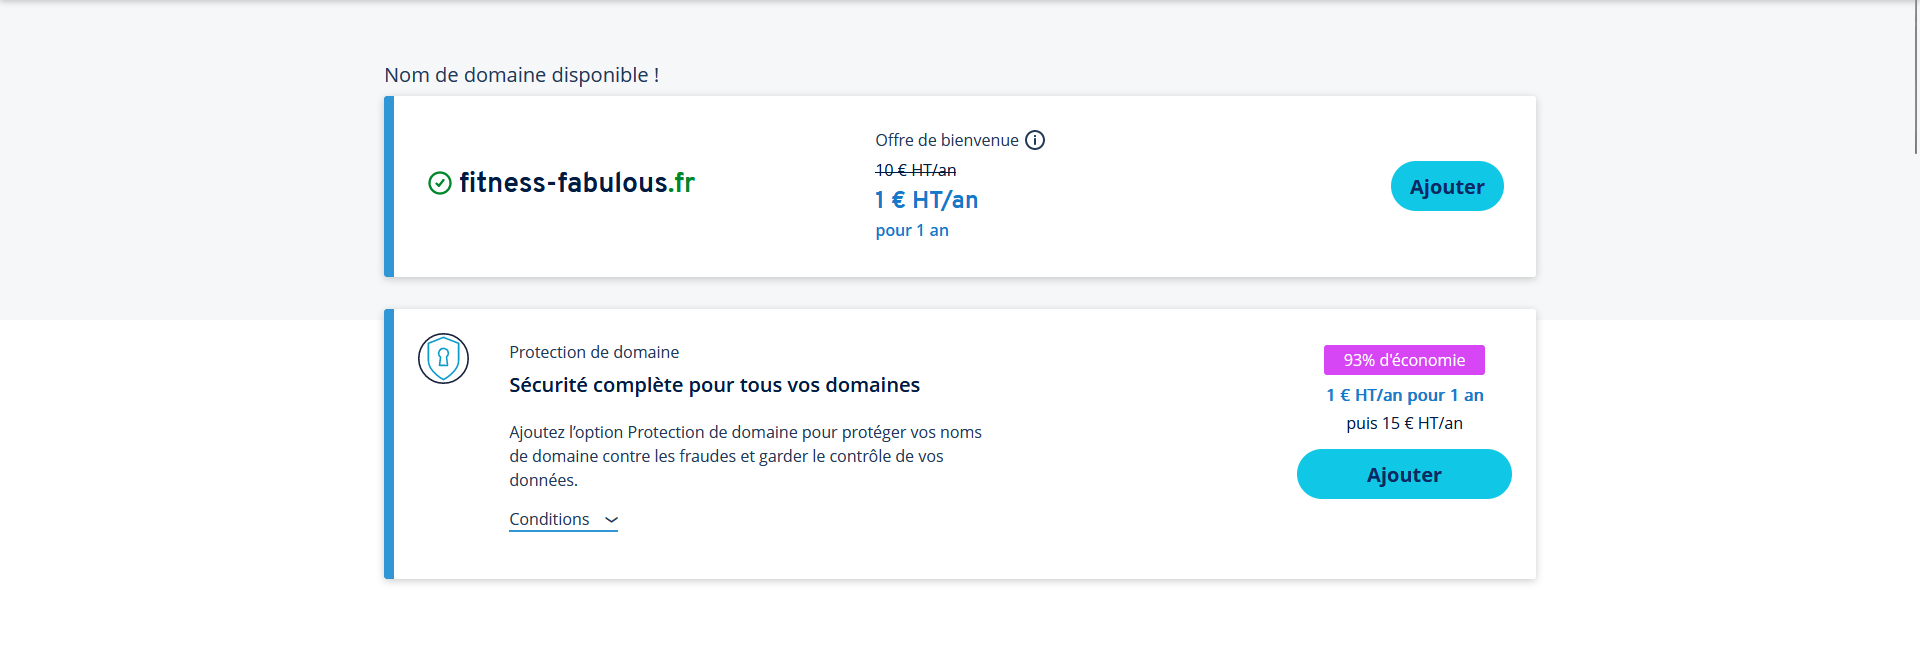 Nom de domaine disponible !
fitness-fabulous.fr
Offre de bienvenue
10 € HT/an
1 € HT/an
pour 1 an
Ajouter
Protection de domaine
Sécurité complète pour tous vos domaines
Ajoutez l’option Protection de domaine pour protéger vos noms
de domaine contre les fraudes et garder le contrôle de vos
données.
Conditions
93% d'économie
1 € HT/an pour 1 an
puis 15 € HT/an
Ajouter